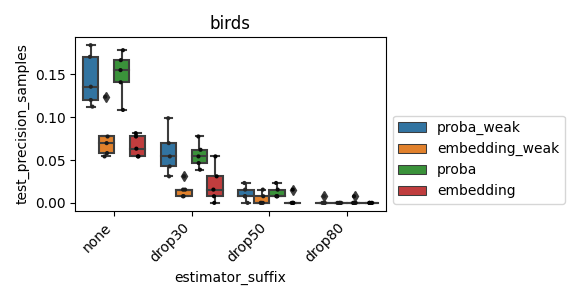 birds
test_precision_samples
0.15
0.10
0.05
0.00
none
drop30
drop50
drop80
estimator_suffix
proba_weak
embedding_weak
proba
embedding